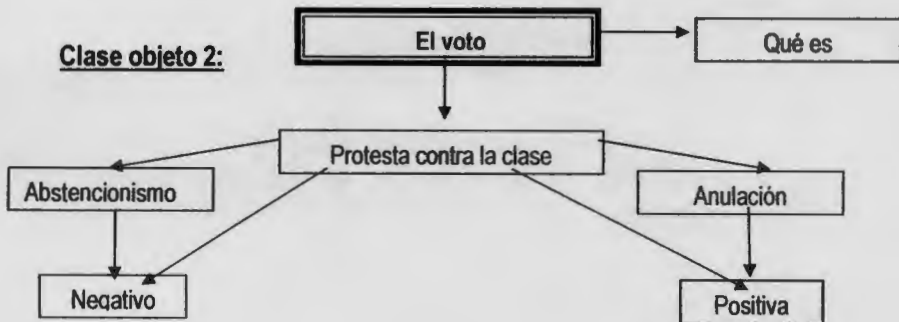 El voto
Qué es
Clase objeto 2:
Protesta contra la clase
Abstencionismo
Anulación
Negativo
Positiva